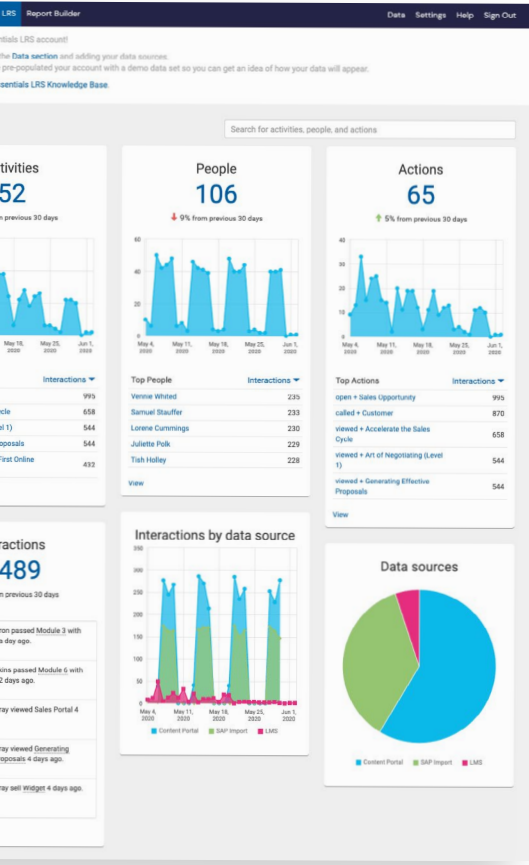 LRS Report Builder Data Settings Help Sign Out
ntials LRS account!
the Data section and adding your data sources.
pre-populated your account with a demo data set so you can get an idea of how your data will appear.
sentials LRS Knowledge Base.
Search for activities, people, and actions
tivities
52
n previous 30 days
May 18, 2020
May 25, 2020
Jun 1, 2020
Interactions
995
cle 658
el 1) 544
oposals 544
First Online 432
People
106
9% from previous 30 days
60
40
20
0
May 4, 2020
May 11, 2020
May 18, 2020
May 25, 2020
Jun 1, 2020
Top People Interactions
Vennie Whited 235
Samuel Stauffer 233
Lorene Cummings 230
Juliette Polk 229
Tish Holley 228
View
Actions
65
5% from previous 30 days
40
30
20
10
0
May 4, 2020
May 11, 2020
May 18, 2020
May 25, 2020
Jun 1, 2020
Top Actions Interactions
open + Sales Opportunity 995
called + Customer 870
viewed + Accelerate the Sales
Cycle 658
viewed + Art of Negotiating (Level
1) 544
viewed + Generating Effective
Proposals 544
View
ractions
489
n previous 30 days
ron passed Module 3 with
a day ago.
kins passed Module 6 with
2 days ago.
ray viewed Sales Portal 4
ray viewed Generating
oposals 4 days ago.
ray sell Widget 4 days ago.
Interactions by data source
350
300
250
200
150
100
50
0
May 4, 2020
May 11, 2020
May 18, 2020
May 25, 2020
Jun 1, 2020
Content Portal SAP Import LMS
Data sources
Content Portal SAP Import LMS